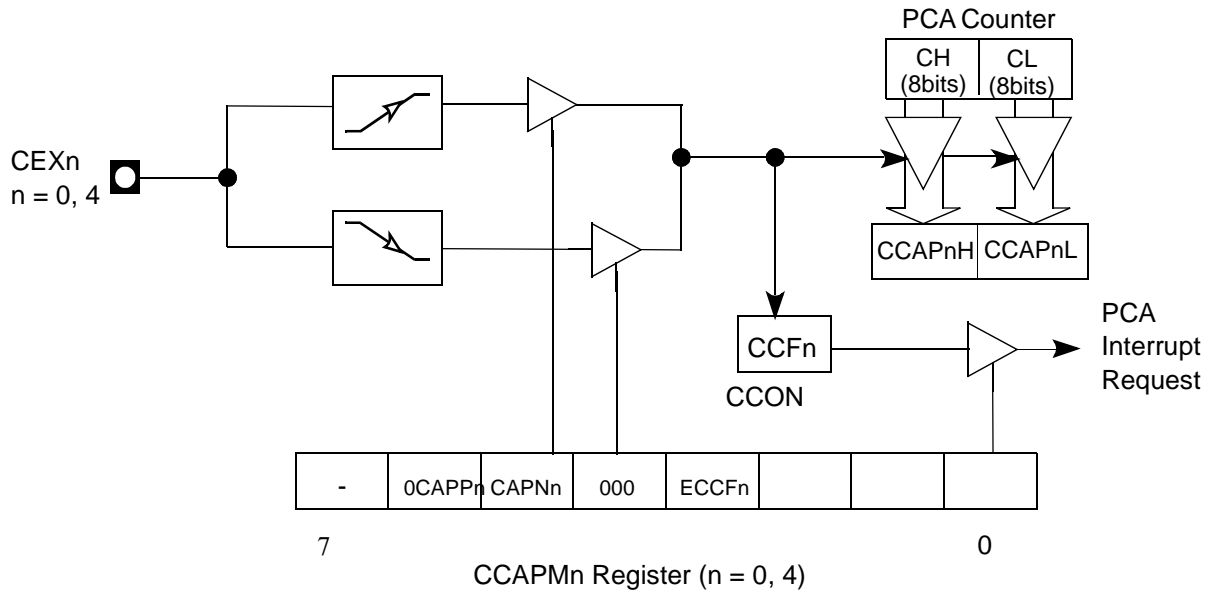 PCA Counter
CH
(8bits)
CL
(8bits)
CEXn
n = 0, 4
CCAPnH
CCAPnL
CCFn
CCON
PCA
Interrupt
Request
- 0CAPPn CAPNn 000 ECCFn
7 0
CCAPMn Register (n = 0, 4)